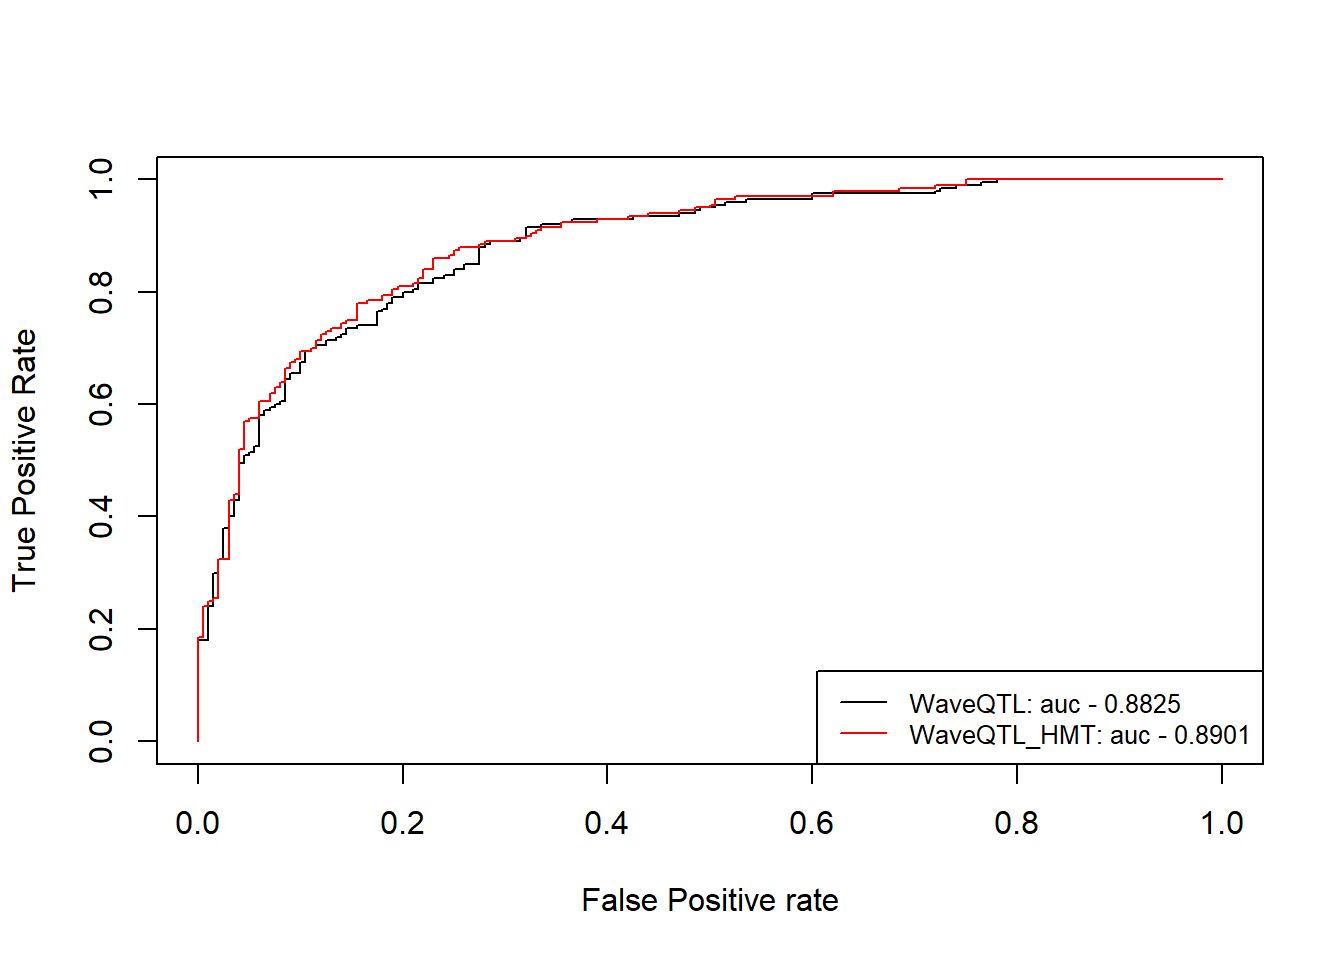 True Positive Rate
1.0
0.8
0.6
0.4
0.2
0.0
WaveQTL: auc - 0.8825
WaveQTL_HMT: auc - 0.8901
0.0 0.2 0.4 0.6 0.8 1.0
False Positive rate